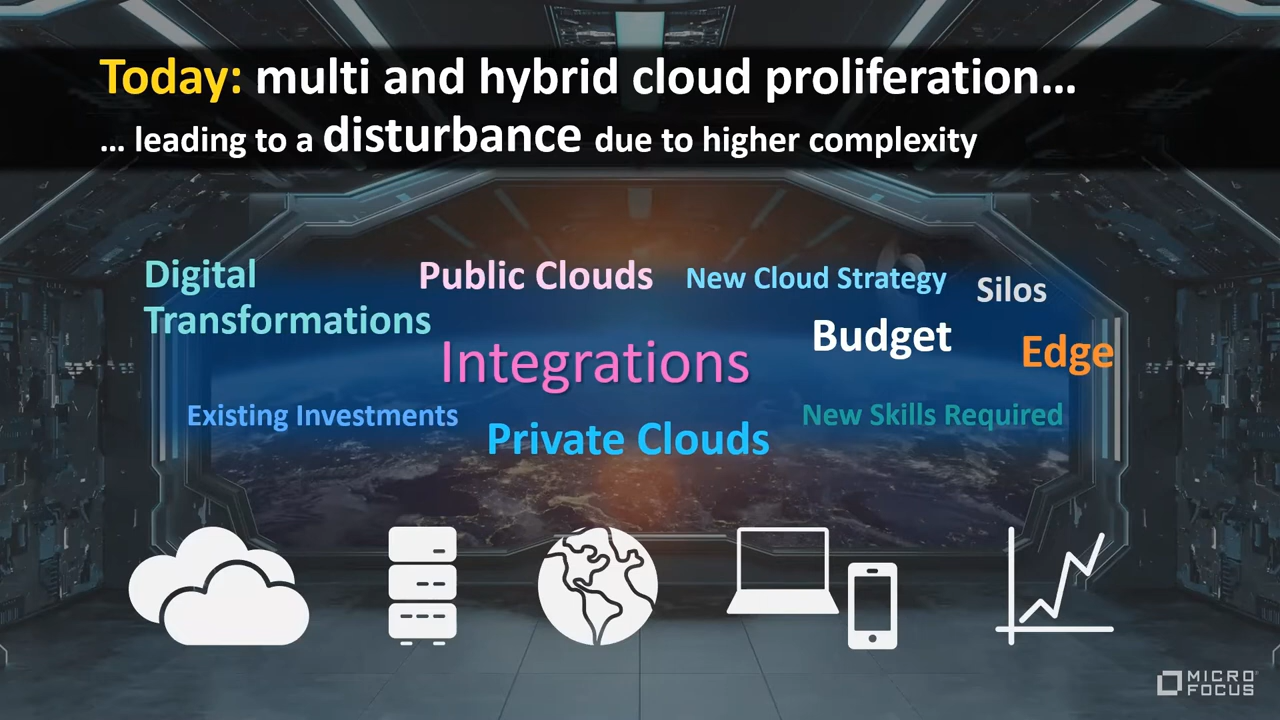 Today: multi and hybrid cloud proliferation...
... leading to a disturbance due to higher complexity
Digital
Transformations
Public Clouds
New Cloud Strategy
Silos
Integrations
Budget
Edge
Existing Investments
Private Clouds
New Skills Required
MICRO
FOCUS